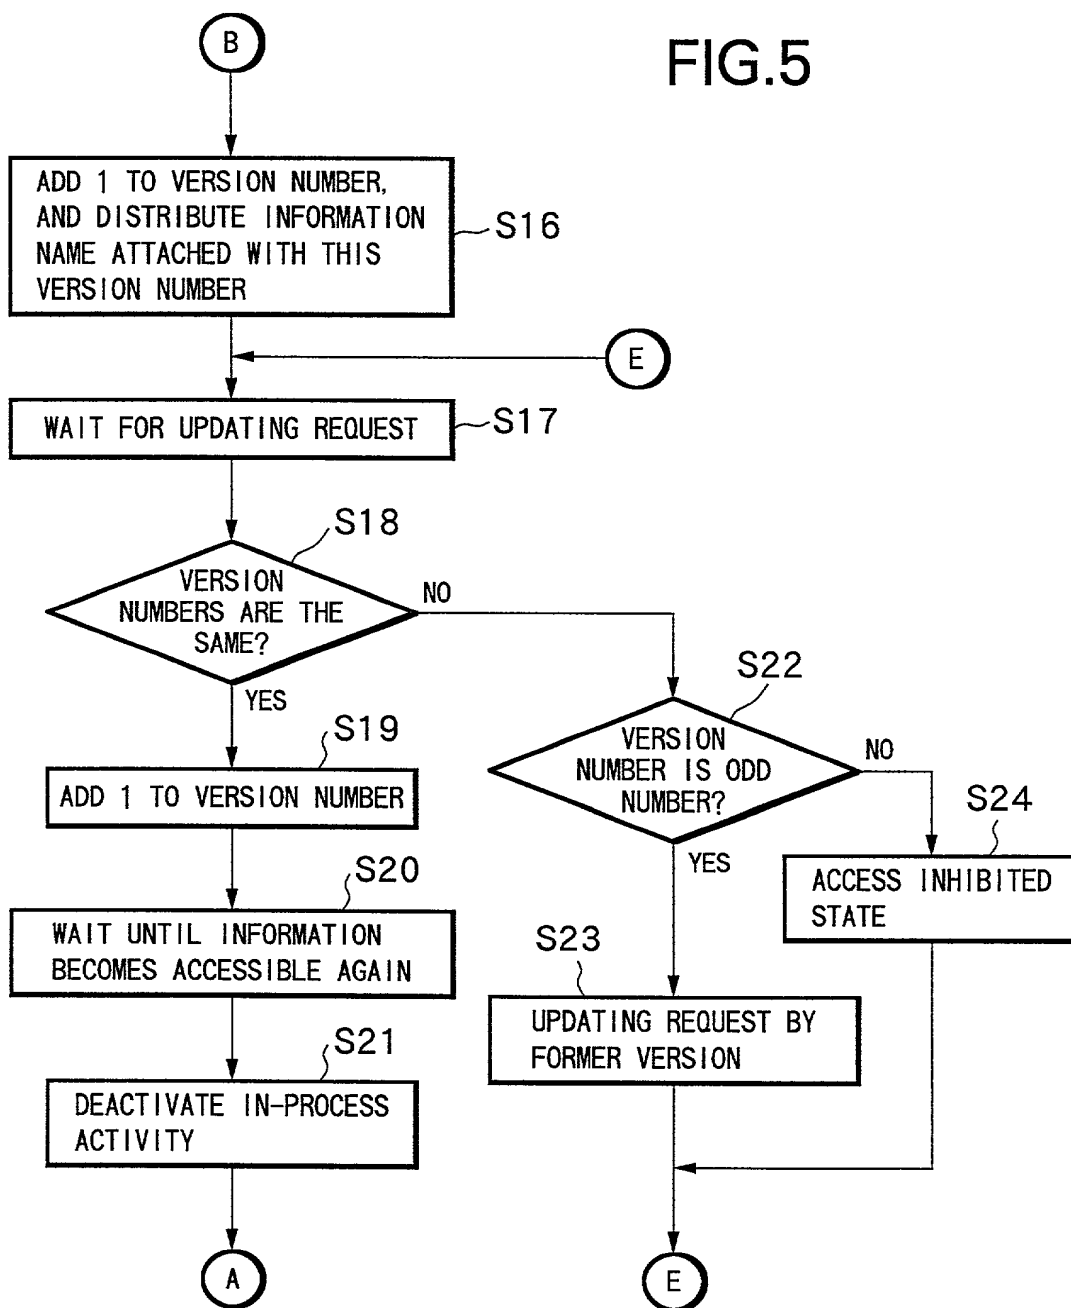 B
FIG.5
ADD 1 TO VERSION NUMBER,
AND DISTRIBUTE INFORMATION
NAME ATTACHED WITH THIS
VERSION NUMBER
S16
E
WAIT FOR UPDATING REQUEST
S17
S18
VERSION
NUMBERS ARE THE
SAME?
NO
YES
S19
ADD 1 TO VERSION NUMBER
S20
WAIT UNTIL INFORMATION
BECOMES ACCESSIBLE AGAIN
S21
DEACTIVATE IN-PROCESS
ACTIVITY
A
S22
VERSION
NUMBER IS ODD
NUMBER?
NO
YES
S24
ACCESS INHIBITED
STATE
S23
UPDATING REQUEST BY
FORMER VERSION
E